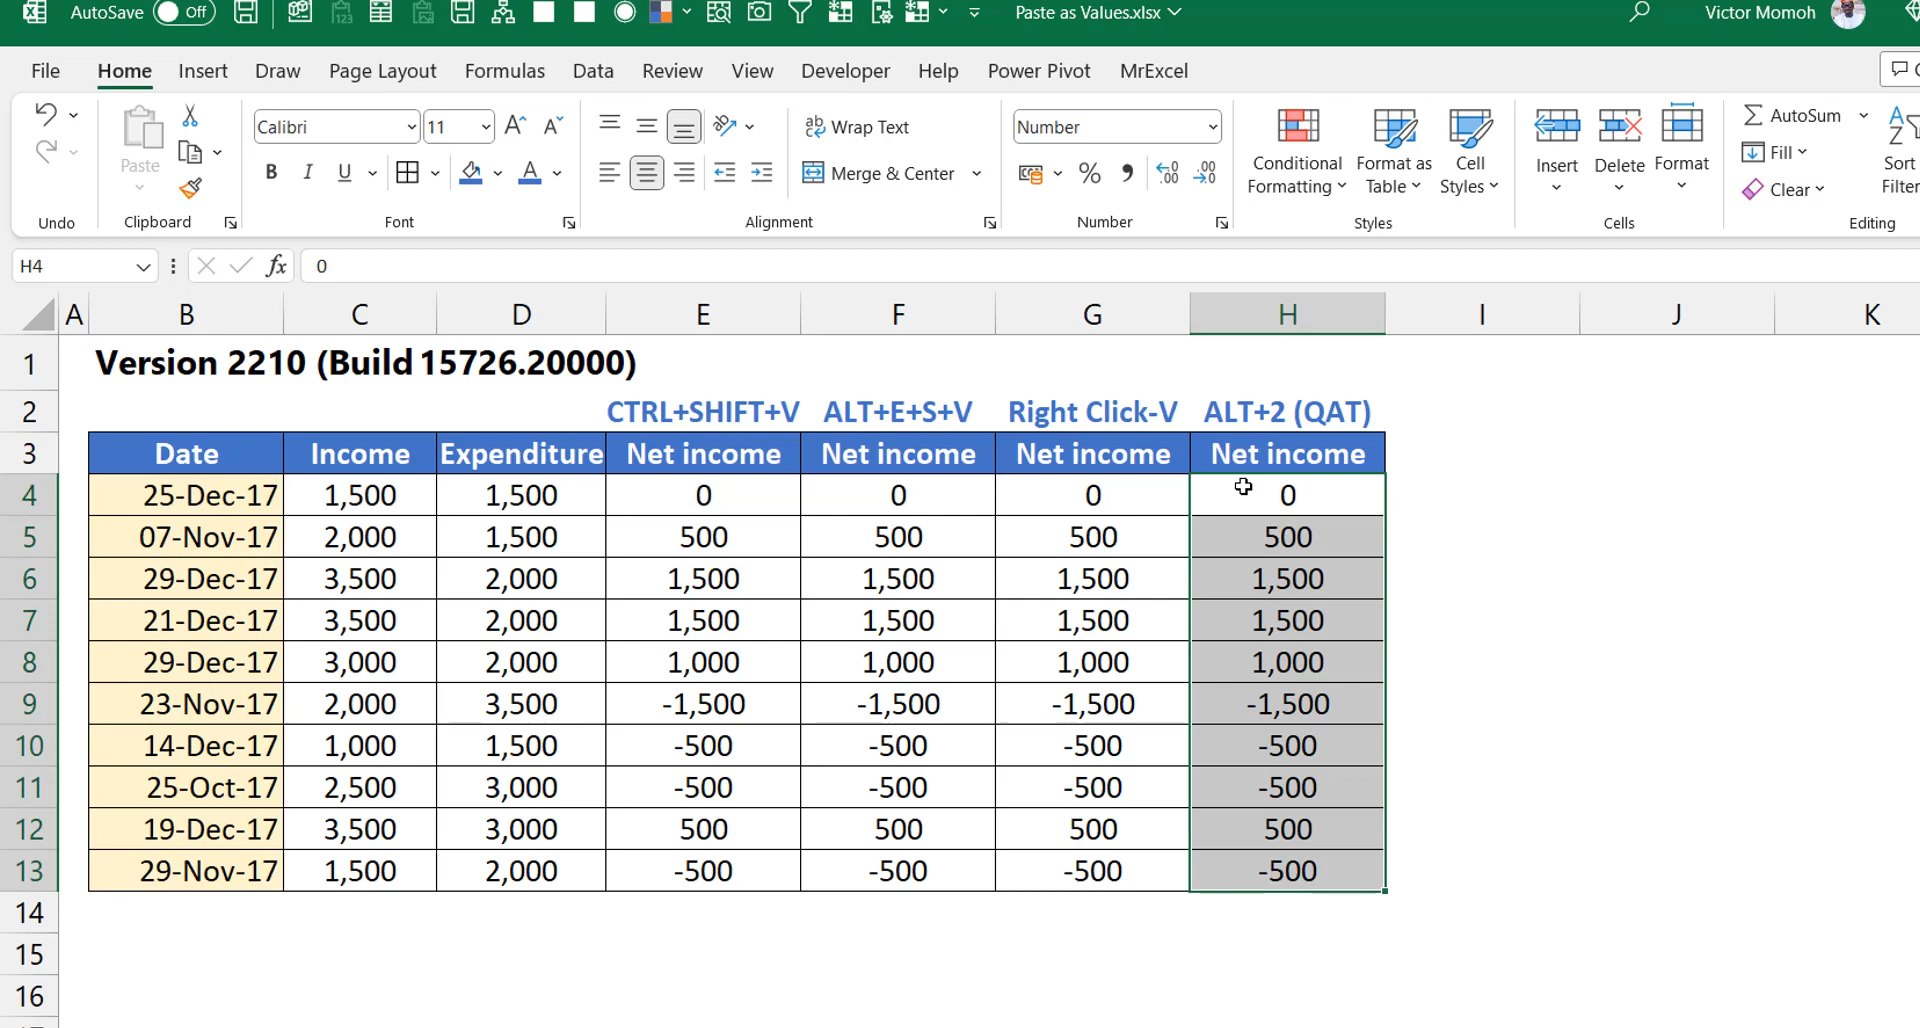 AutoSave Off Paste as Values.xlsx Victor Momoh
File Home Insert Draw Page Layout Formulas Data Review View Developer Help Power Pivot MrExcel
Paste
Calibri 11
Wrap Text
Number
AutoSum
B I U
Merge & Center
% ,
Conditional Formatting
Format as Table
Cell Styles
Insert Delete Format
Fill
Clear
Sort
Filter
Undo Clipboard Font Alignment Number Styles Cells Editing
H4 fx 0
A B C D E F G H I J K
1 Version 2210 (Build 15726.20000)
2 CTRL+SHIFT+V ALT+E+S+V Right Click-V ALT+2 (QAT)
3 Date Income Expenditure Net income Net income Net income Net income
4 25-Dec-17 1,500 1,500 0 0 0 0
5 07-Nov-17 2,000 1,500 500 500 500 500
6 29-Dec-17 3,500 2,000 1,500 1,500 1,500 1,500
7 21-Dec-17 3,500 2,000 1,500 1,500 1,500 1,500
8 29-Dec-17 3,000 2,000 1,000 1,000 1,000 1,000
9 23-Nov-17 2,000 3,500 -1,500 -1,500 -1,500 -1,500
10 14-Dec-17 1,000 1,500 -500 -500 -500 -500
11 25-Oct-17 2,500 3,000 -500 -500 -500 -500
12 19-Dec-17 3,500 3,000 500 500 500 500
13 29-Nov-17 1,500 2,000 -500 -500 -500 -500
14
15
16